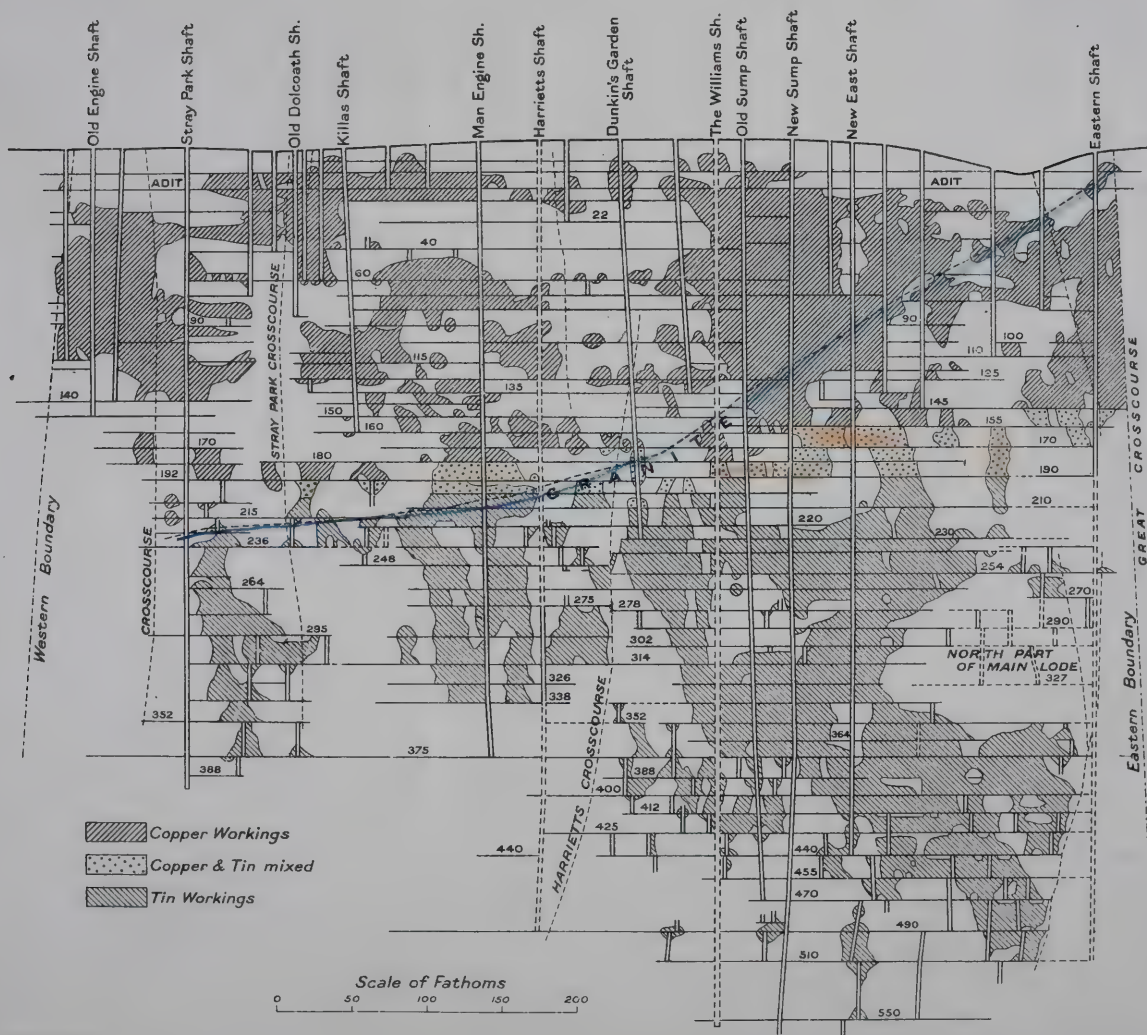 Old Engine Shaft
Stray Park Shaft
Old Dolcoath Sh.
Killas Shaft
Man Engine Sh.
Harrietts Shaft
Dunkin's Garden
Shaft
The Williams Sh.
Old Sump Shaft
New Sump Shaft
New East Shaft
Eastern Shaft
ADIT
ADIT
22
40
60
STRAY PARK CROSSCOURSE
90
90
100
110
115
125
135
140
145
150
155
160
170
170
180
190
192
GRANITE
210
215
220
230
236
248
254
264
270
275
278
290
295
302
314
NORTH PART
OF MAIN LODE
326
327
338
352
352
364
375
388
388
400
412
425
440
440
455
470
490
510
550
Western Boundary
CROSSCOURSE
HARRIETTS CROSSCOURSE
GREAT CROSSCOURSE
Eastern Boundary
Copper Workings
Copper & Tin mixed
Tin Workings
Scale of Fathoms
0 50 100 150 200